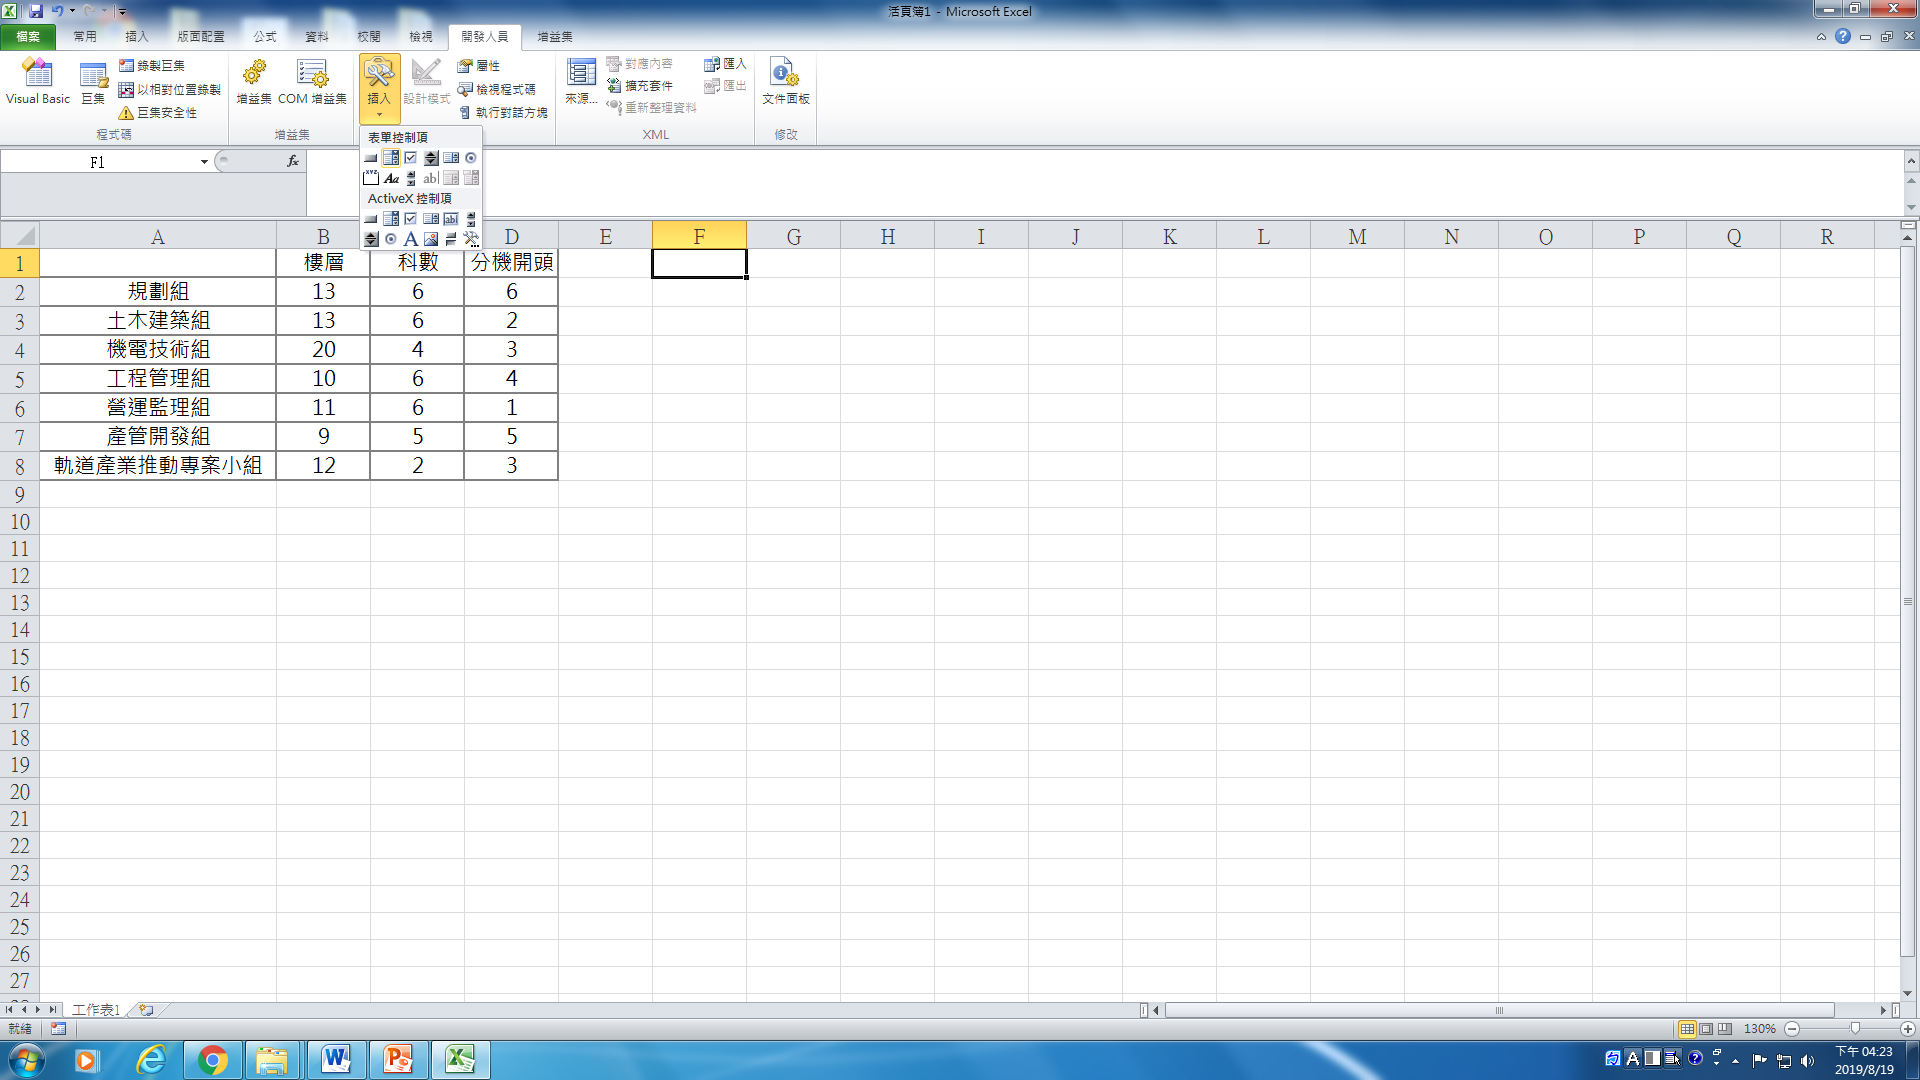 活頁簿1 - Microsoft Excel
檔案 常用 插入 版面配置 公式 資料 校閱 檢視 開發人員 增益集
Visual Basic 巨集 錄製巨集 以相對位置錄製 巨集安全性 程式碼
增益集 COM 增益集 增益集
插入 設計模式 屬性 檢視程式碼 執行對話方塊
來源... 對應內容 擴充套件 重新整理資料 匯入 匯出 XML
文件面板 修改
表單控制項
Aa ab|
ActiveX 控制項
abl
A
F1 fx
A B D E F G H I J K L M N O P Q R
1 樓層 科數 分機開頭
2 規劃組 13 6 6
3 土木建築組 13 6 2
4 機電技術組 20 4 3
5 工程管理組 10 6 4
6 營運監理組 11 6 1
7 產管開發組 9 5 5
8 軌道產業推動專案小組 12 2 3
9
10
11
12
13
14
15
16
17
18
19
20
21
22
23
24
25
26
27
工作表1
就緒 130%
下午 04:23
2019/8/19